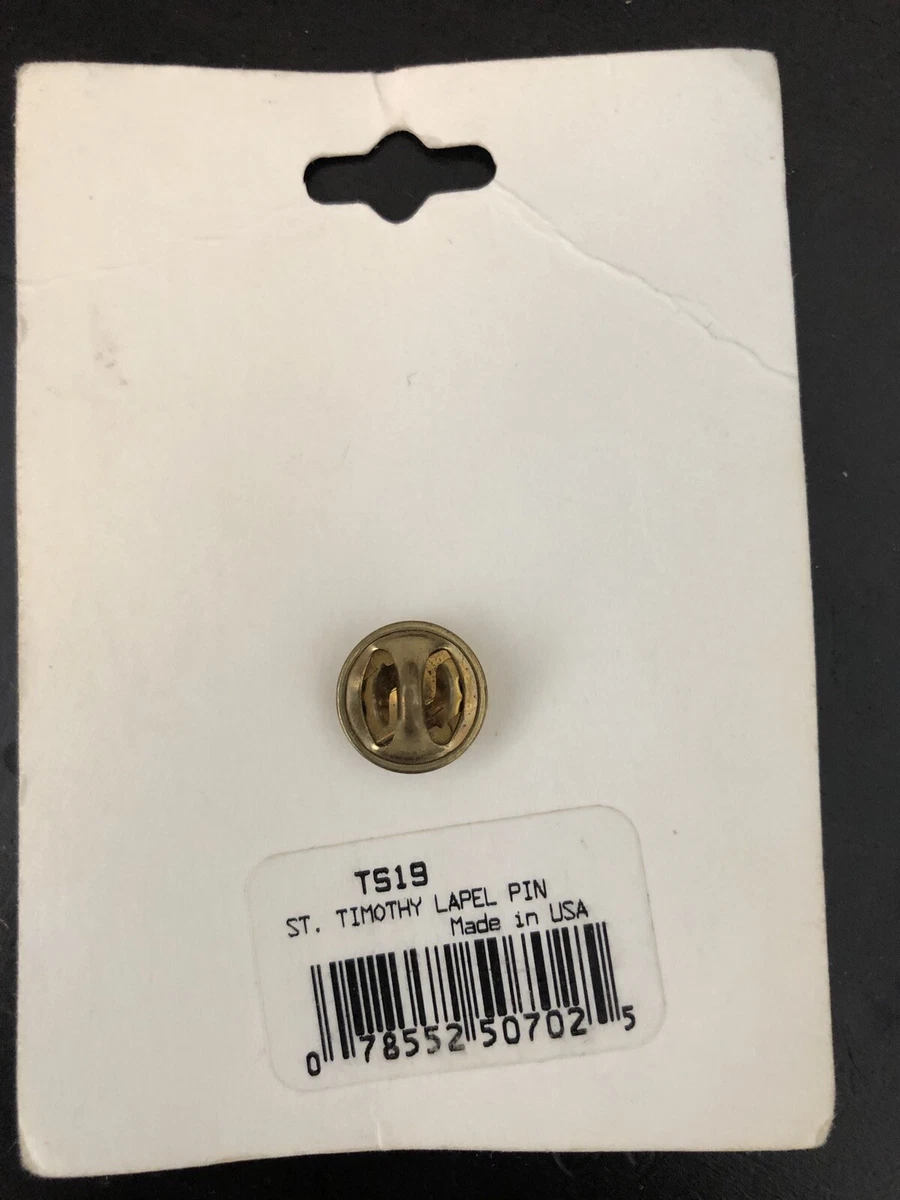 TS19
ST. TIMOTHY LAPEL PIN
Made in USA
0 78552 50702 5